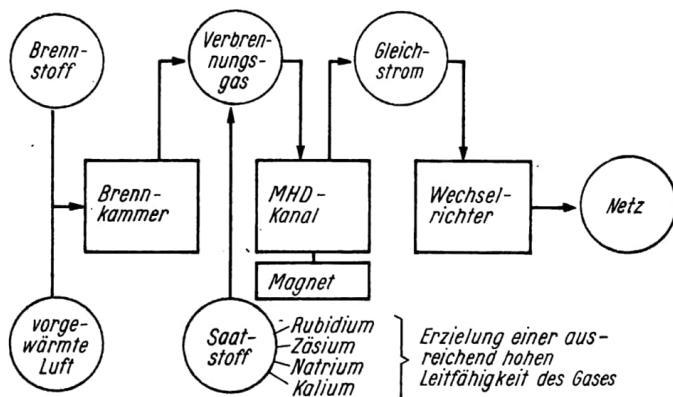 Brenn-
stoff
Verbren-
nungs-
gas
Gleich-
strom
Brenn-
kammer
MHD-
Kanal
Wechsel-
richter
Netz
Magnet
vorge-
wärmte
Luft
Saat-
stoff
Rubidium
Zäsium
Natrium
Kalium
Erzielung einer aus-
reichend hohen
Leitfähigkeit des Gases